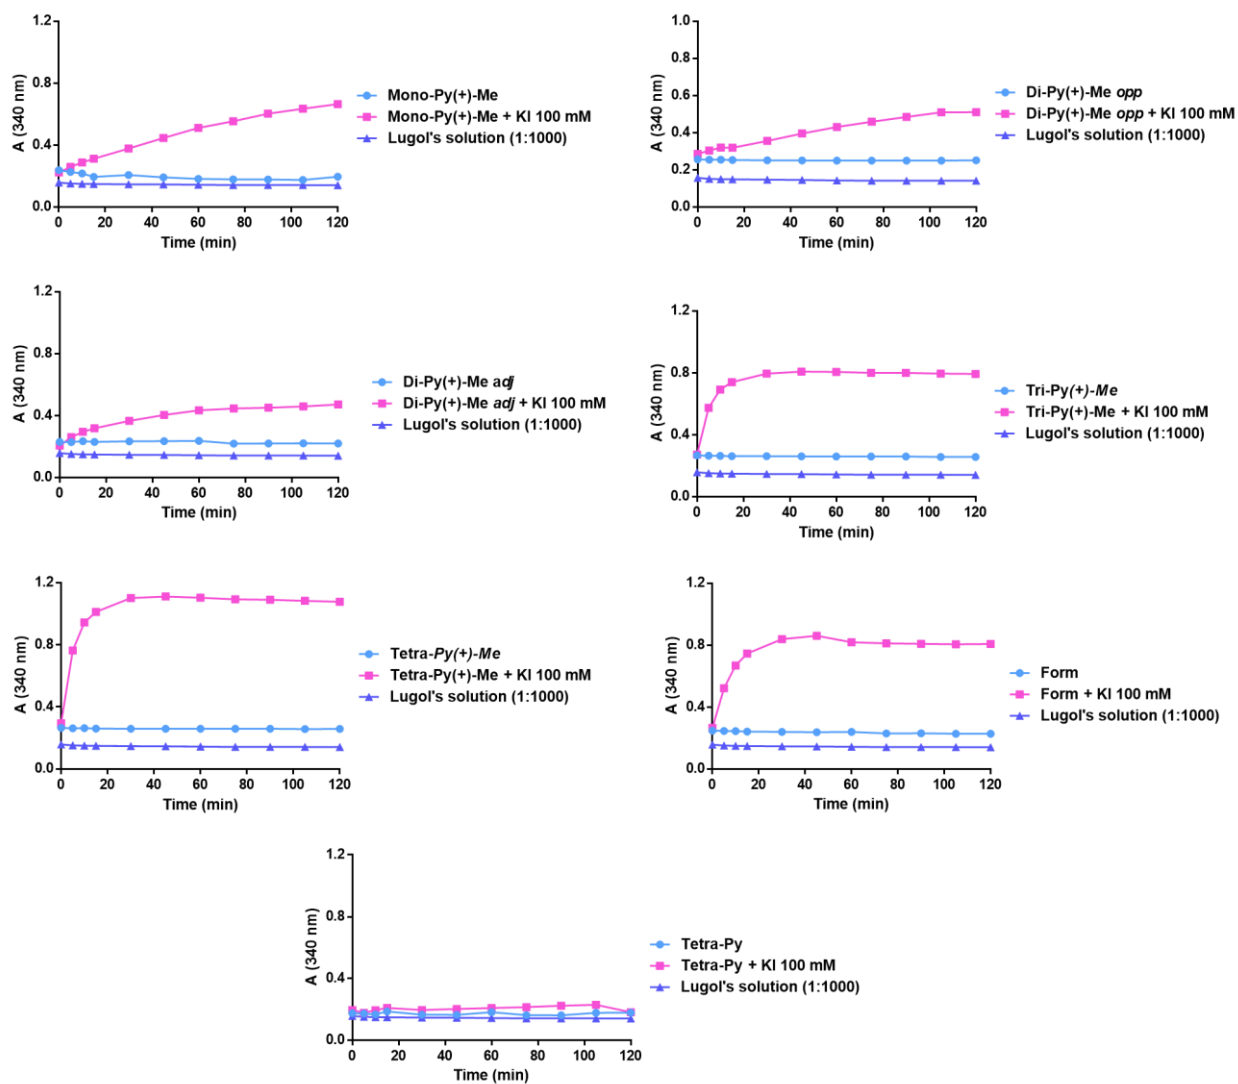 1.2
0.8
0.4
0.0
A (340 nm)
0 20 40 60 80 100 120
Time (min)
Mono-Py(+)-Me
Mono-Py(+)-Me + KI 100 mM
Lugol's solution (1:1000)
1.0
0.8
0.6
0.4
0.2
0.0
A (340 nm)
0 20 40 60 80 100 120
Time (min)
Di-Py(+)-Me opp
Di-Py(+)-Me opp + KI 100 mM
Lugol's solution (1:1000)
1.2
0.8
0.4
0.0
A (340 nm)
0 20 40 60 80 100 120
Time (min)
Di-Py(+)-Me adj
Di-Py(+)-Me adj + KI 100 mM
Lugol's solution (1:1000)
1.2
0.8
0.4
0.0
A (340 nm)
0 20 40 60 80 100 120
Time (min)
Tri-Py(+)-Me
Tri-Py(+)-Me + KI 100 mM
Lugol's solution (1:1000)
1.2
0.8
0.4
0.0
A (340 nm)
0 20 40 60 80 100 120
Time (min)
Tetra-Py(+)-Me
Tetra-Py(+)-Me + KI 100 mM
Lugol's solution (1:1000)
1.2
0.8
0.4
0.0
A (340 nm)
0 20 40 60 80 100 120
Time (min)
Form
Form + KI 100 mM
Lugol's solution (1:1000)
1.2
0.8
0.4
0.0
A (340 nm)
0 20 40 60 80 100 120
Time (min)
Tetra-Py
Tetra-Py + KI 100 mM
Lugol's solution (1:1000)